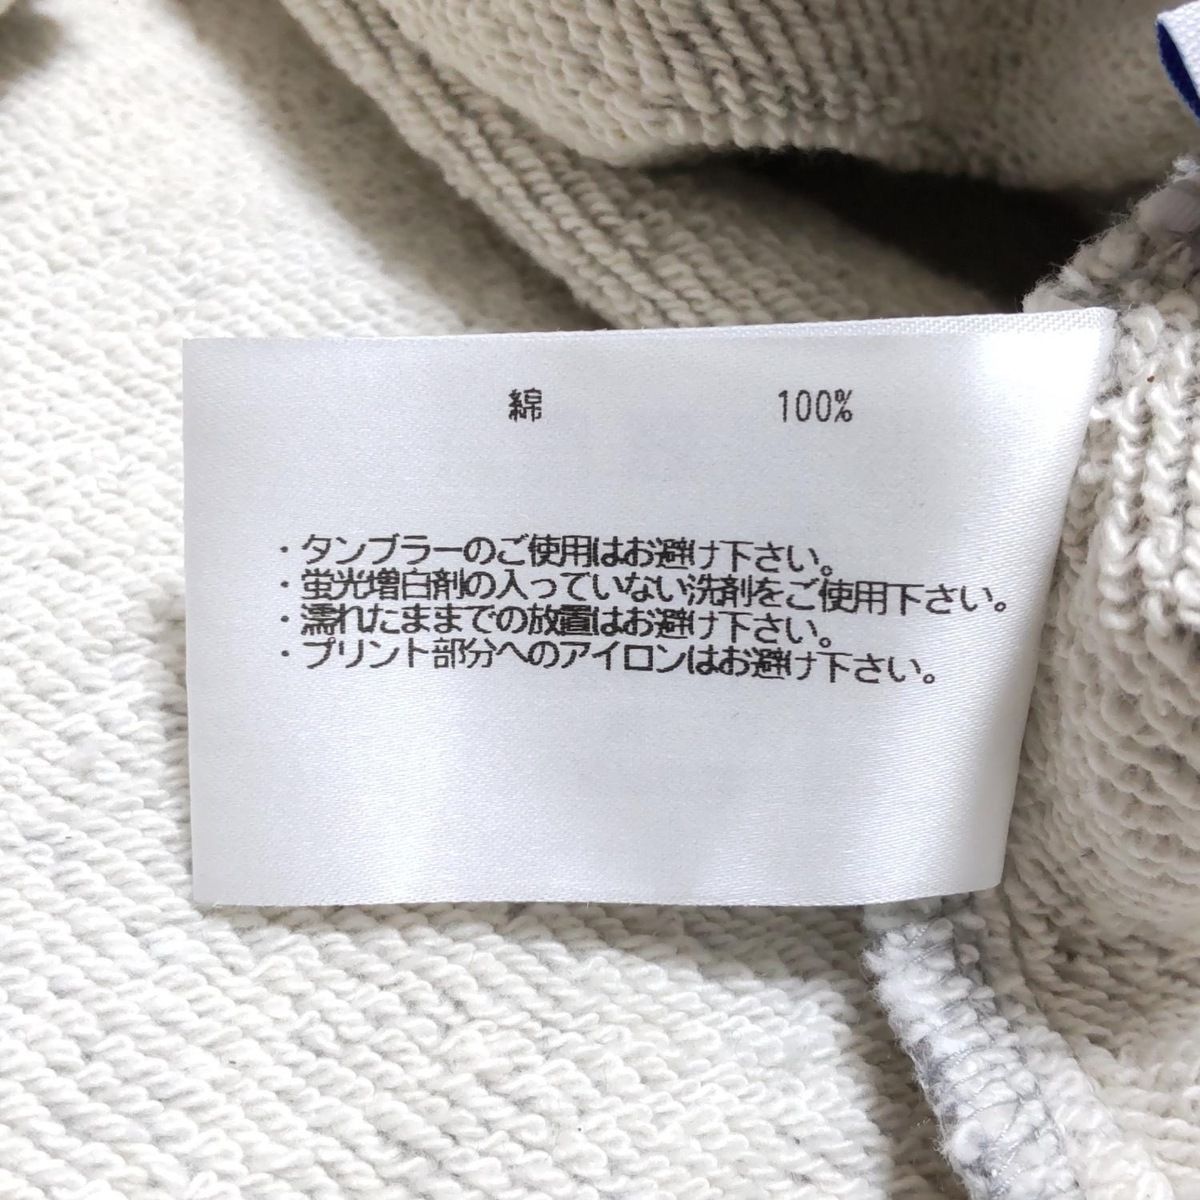 綿 100%
・タンブラーのご使用はお避け下さい。
・蛍光増白剤の入っていない洗剤をご使用下さい。
・濡れたままでの放置はお避け下さい。
・プリント部分へのアイロンはお避け下さい。